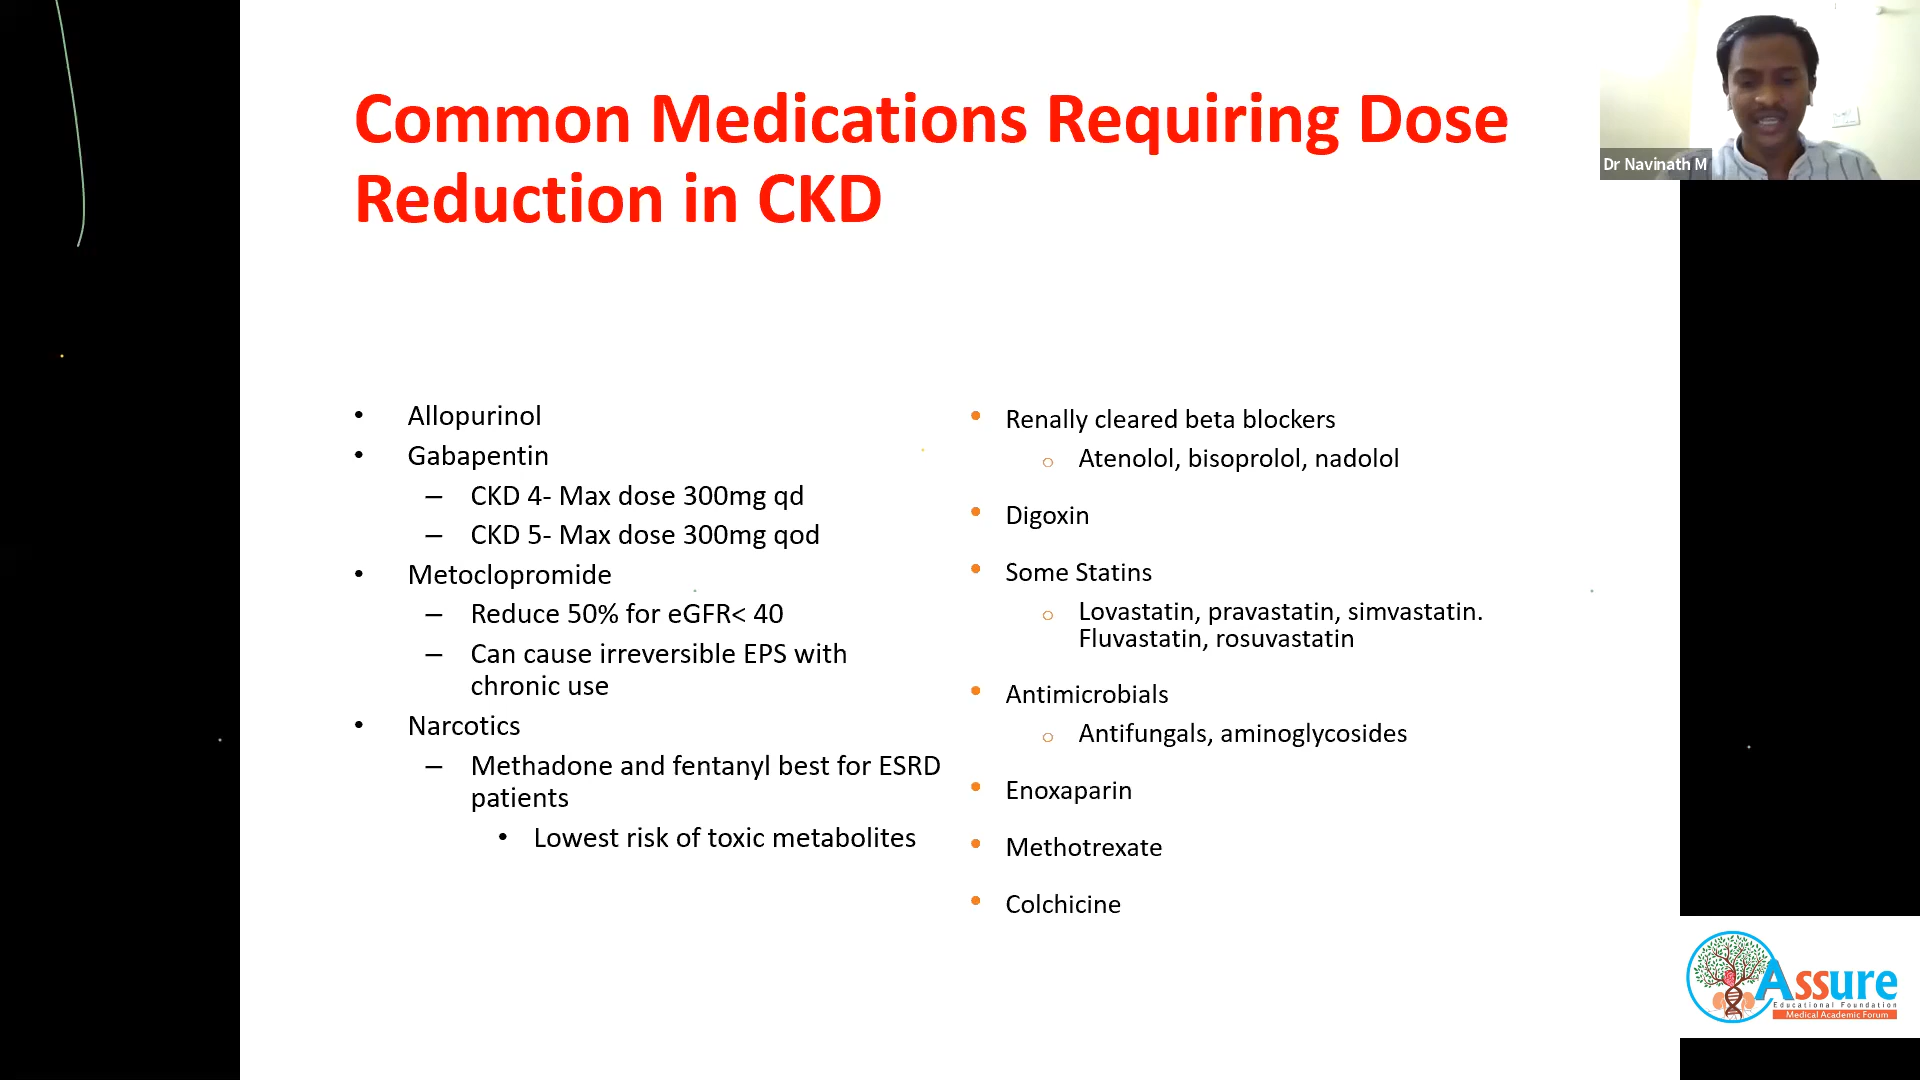 Common Medications Requiring Dose
Reduction in CKD
Dr Navinath M
• Allopurinol
• Gabapentin
– CKD 4- Max dose 300mg qd
– CKD 5- Max dose 300mg qod
• Metoclopromide
– Reduce 50% for eGFR< 40
– Can cause irreversible EPS with
chronic use
• Narcotics
– Methadone and fentanyl best for ESRD
patients
• Lowest risk of toxic metabolites
• Renally cleared beta blockers
○ Atenolol, bisoprolol, nadolol
• Digoxin
• Some Statins
○ Lovastatin, pravastatin, simvastatin.
Fluvastatin, rosuvastatin
• Antimicrobials
○ Antifungals, aminoglycosides
• Enoxaparin
• Methotrexate
• Colchicine
Assure
Educational Foundation
Medical Academic Forum